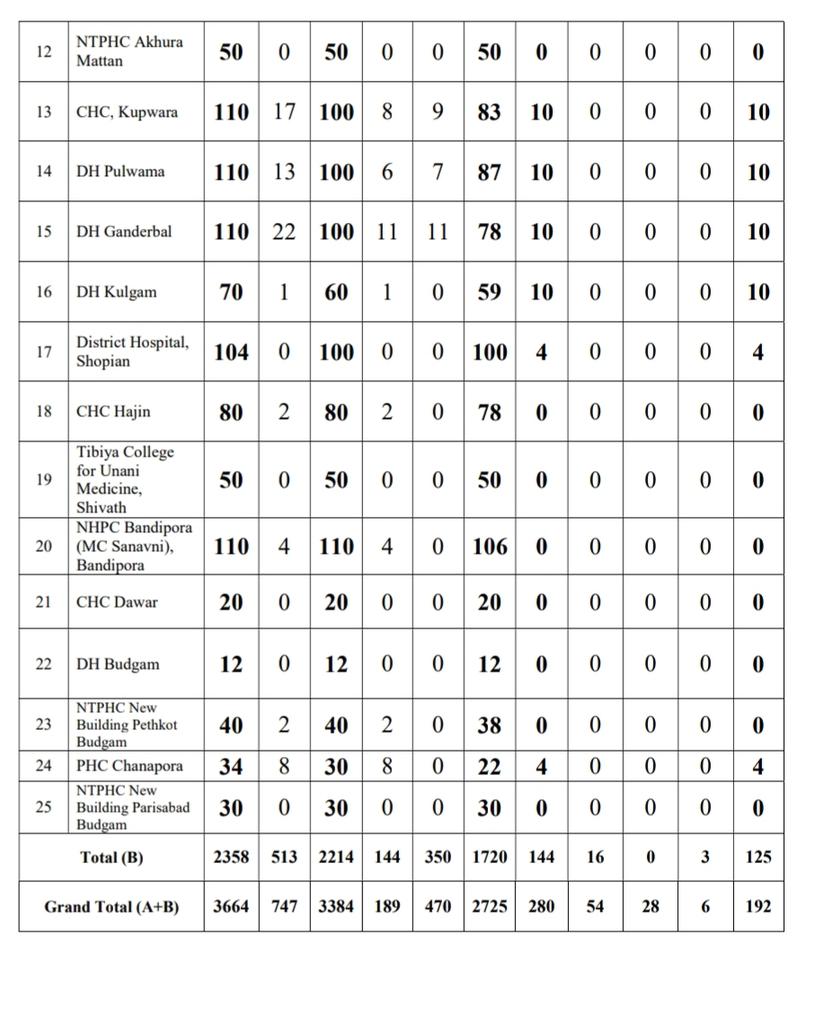 12 NTPHC Akhura Mattan 50 0 50 0 0 50 0 0 0 0 0
13 CHC, Kupwara 110 17 100 8 9 83 10 0 0 0 10
14 DH Pulwama 110 13 100 6 7 87 10 0 0 0 10
15 DH Ganderbal 110 22 100 11 11 78 10 0 0 0 10
16 DH Kulgam 70 1 60 1 0 59 10 0 0 0 10
17 District Hospital, Shopian 104 0 100 0 0 100 4 0 0 0 4
18 CHC Hajin 80 2 80 2 0 78 0 0 0 0 0
19 Tibiya College for Unani Medicine, Shivath 50 0 50 0 0 50 0 0 0 0 0
20 NHPC Bandipora (MC Sanavni), Bandipora 110 4 110 4 0 106 0 0 0 0 0
21 CHC Dawar 20 0 20 0 0 20 0 0 0 0 0
22 DH Budgam 12 0 12 0 0 12 0 0 0 0 0
23 NTPHC New Building Pethkot Budgam 40 2 40 2 0 38 0 0 0 0 0
24 PHC Chanapora 34 8 30 8 0 22 4 0 0 0 4
25 NTPHC New Building Parisabad Budgam 30 0 30 0 0 30 0 0 0 0 0
Total (B) 2358 513 2214 144 350 1720 144 16 0 3 125
Grand Total (A+B) 3664 747 3384 189 470 2725 280 54 28 6 192